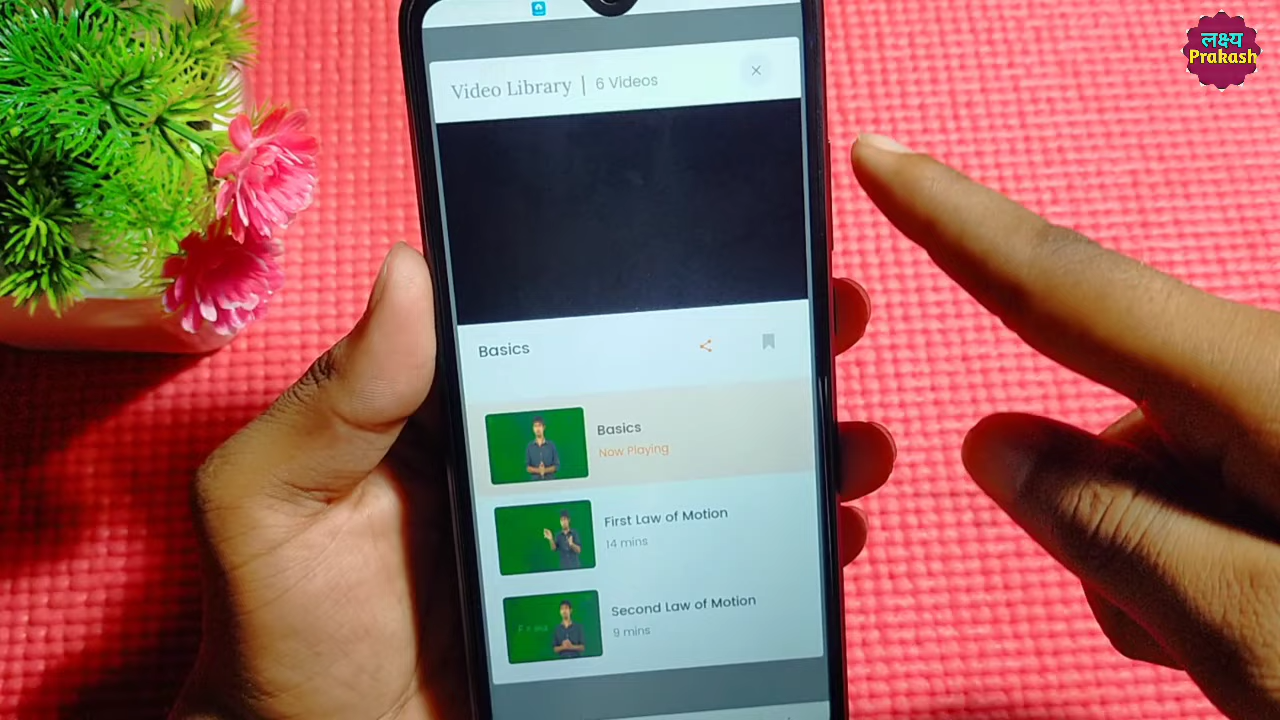 लक्ष्य
Prakash
Video Library | 6 Videos
Basics
Basics
Now Playing
First Law of Motion
14 mins
Second Law of Motion
9 mins